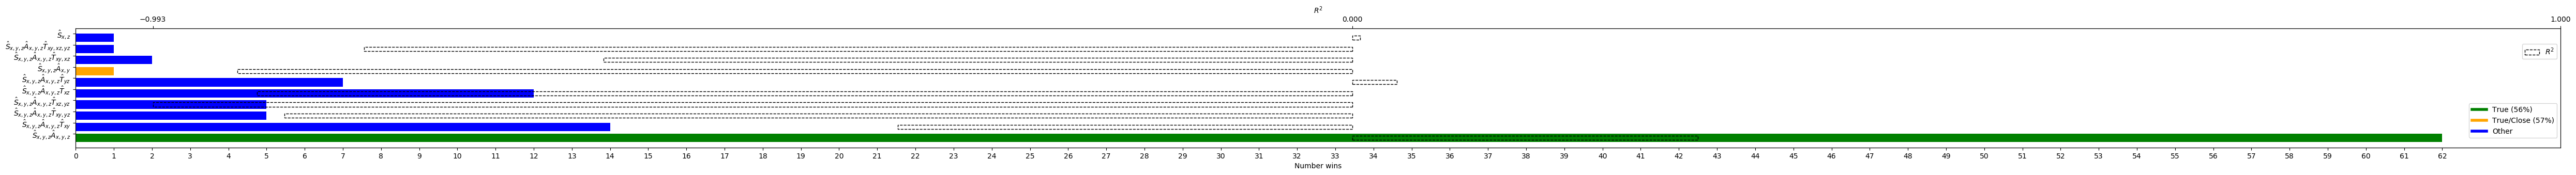 R²
−0.993 0.000 1.000
Ŝx,z
Ŝx,y,zÂx,y,zT̂xy,xz,yz
Ŝx,y,zÂx,y,zT̂xy,xz
Ŝx,y,zÂx,y
Ŝx,y,zÂx,y,zT̂yz
Ŝx,y,zÂx,y,zT̂xz
Ŝx,y,zÂx,y,zT̂xz,yz
Ŝx,y,zÂx,y,zT̂xy,yz
Ŝx,y,zÂx,y,zT̂xy
Ŝx,y,zÂx,y,z
R²
True (56%)
True/Close (57%)
Other
0 1 2 3 4 5 6 7 8 9 10 11 12 13 14 15 16 17 18 19 20 21 22 23 24 25 26 27 28 29 30 31 32 33 34 35 36 37 38 39 40 41 42 43 44 45 46 47 48 49 50 51 52 53 54 55 56 57 58 59 60 61 62
Number wins